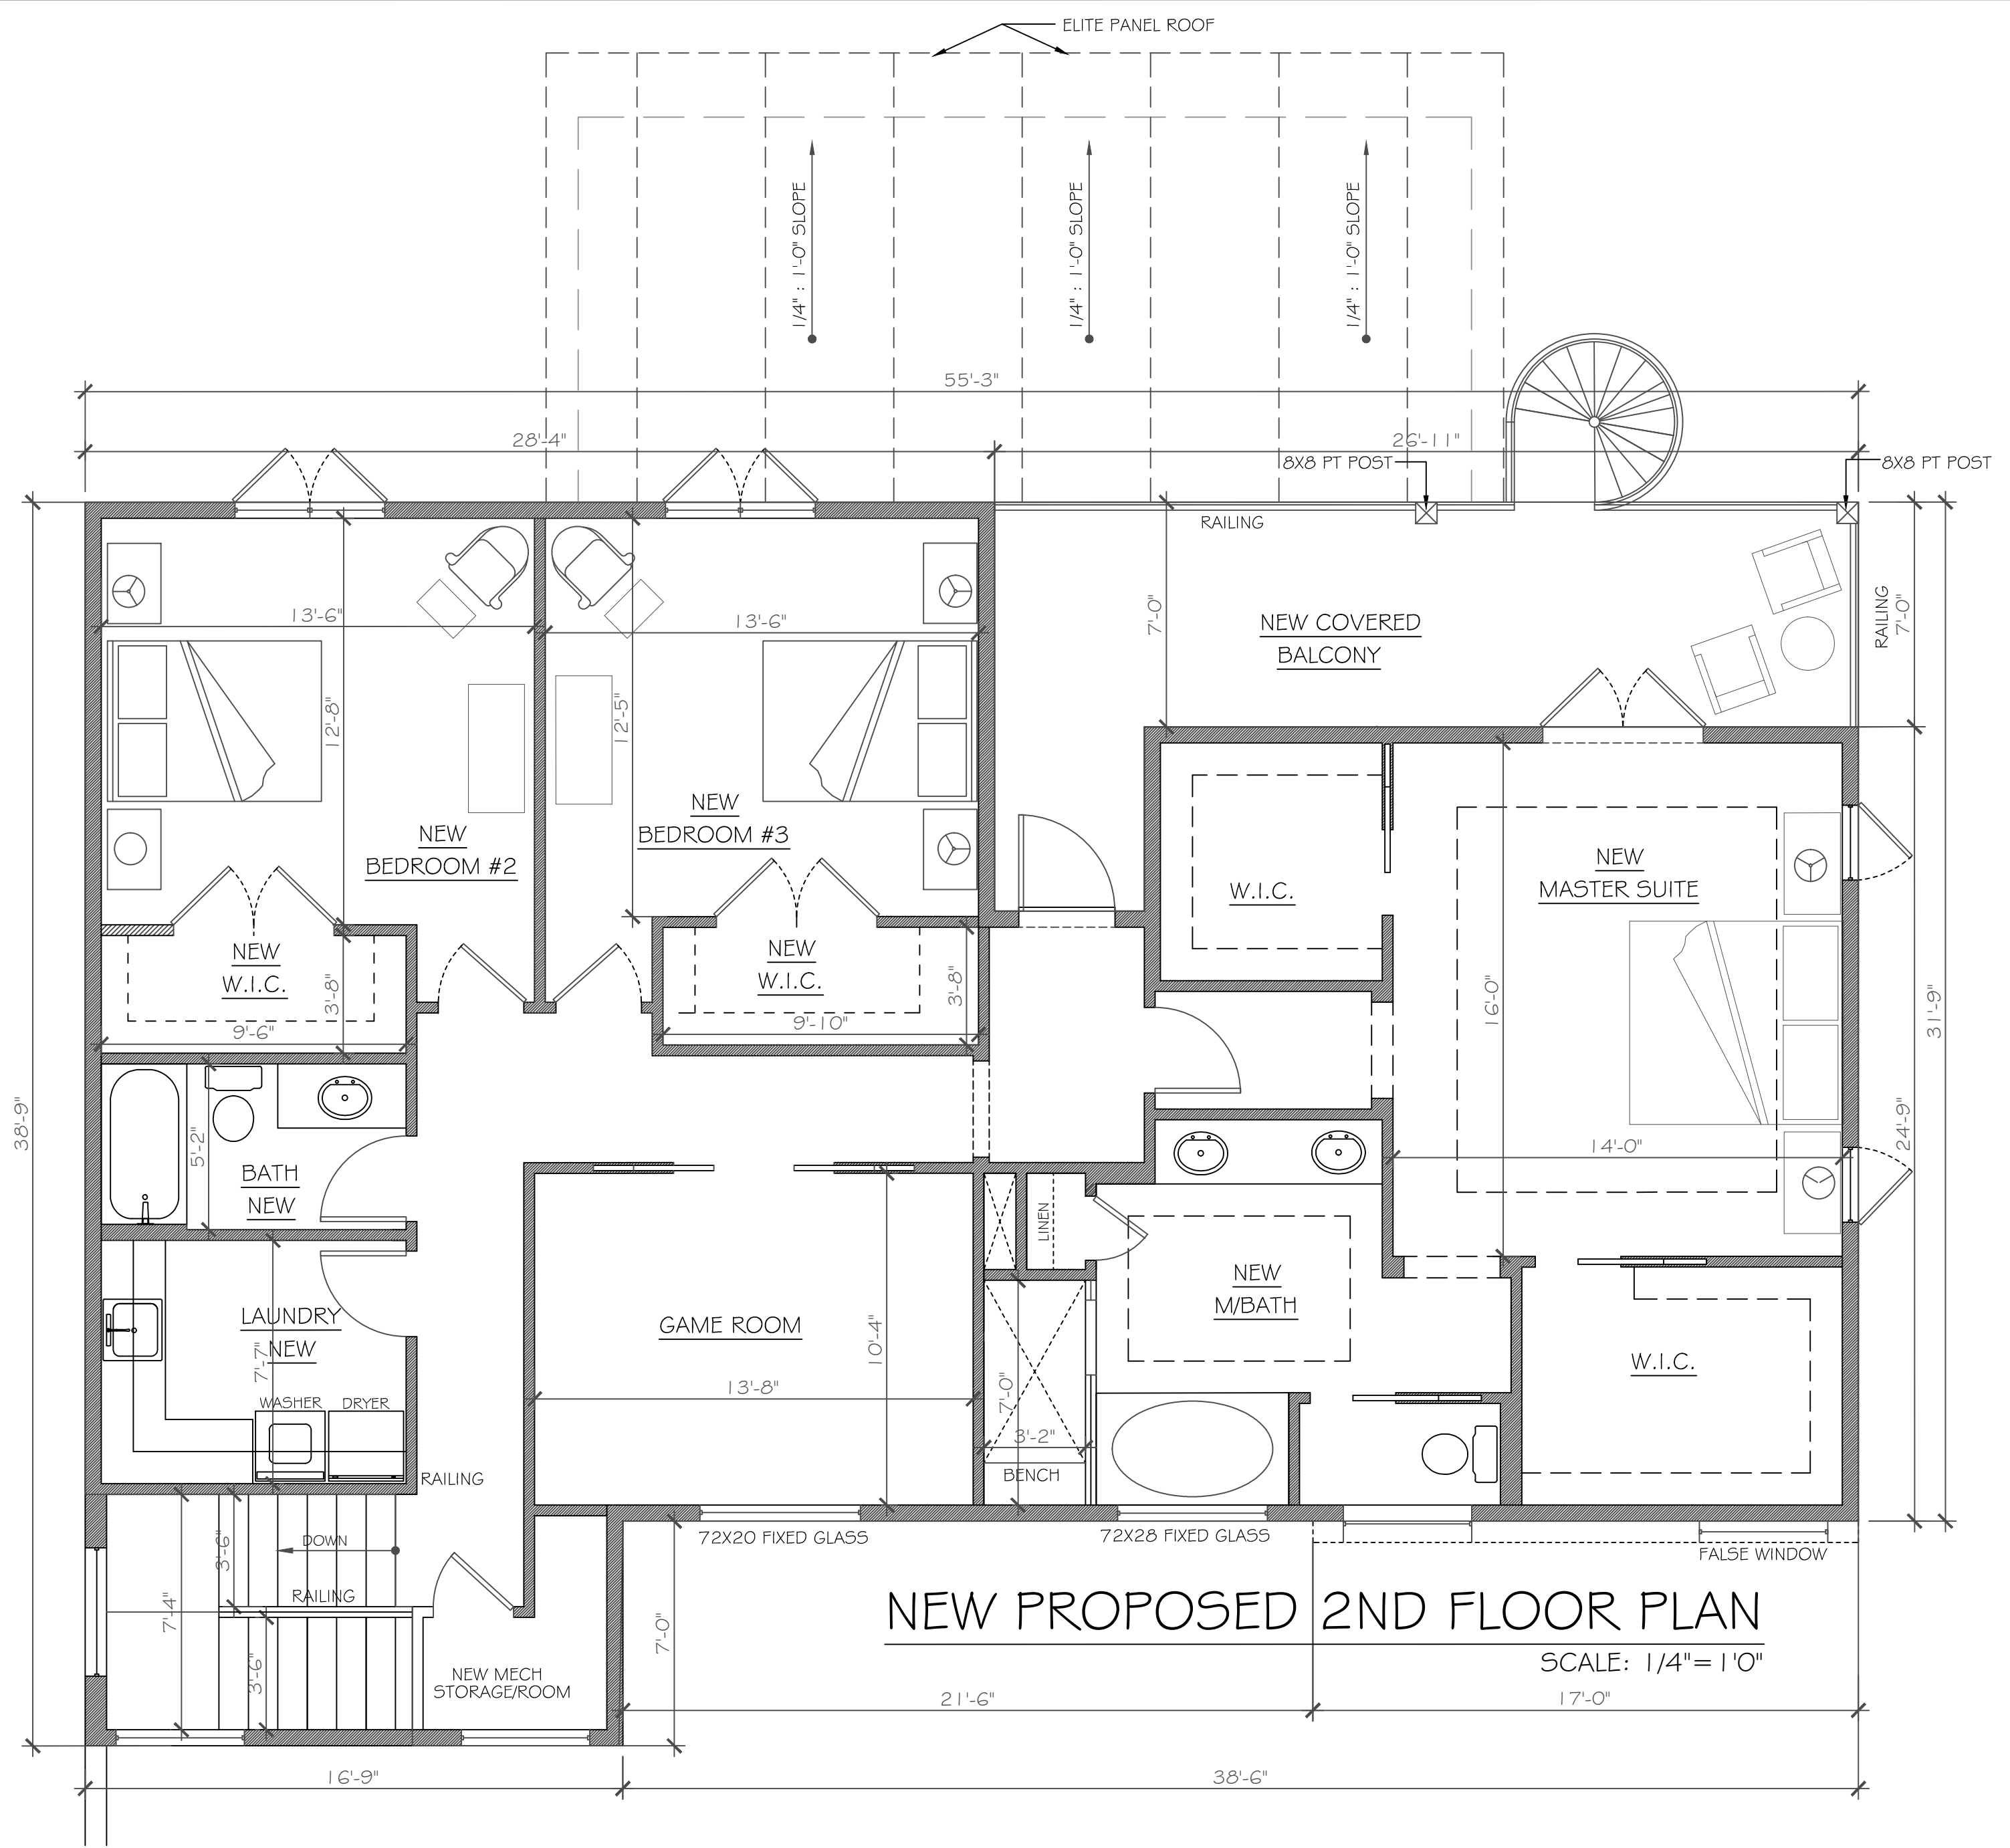 ELITE PANEL ROOF
1/4" : 1'-0" SLOPE
1/4" : 1'-0" SLOPE
1/4" : 1'-0" SLOPE
55'-3"
28'-4"
26'-11"
8X8 PT POST
8X8 PT POST
RAILING
13'-6"
13'-6"
12'-8"
12'-5"
7'-0"
NEW COVERED
BALCONY
RAILING
7'-0"
NEW
BEDROOM #2
NEW
BEDROOM #3
W.I.C.
NEW
MASTER SUITE
NEW
W.I.C.
3'-8"
9'-6"
NEW
W.I.C.
3'-8"
9'-10"
16'-0"
31'-9"
38'-9"
5'-2"
BATH
NEW
14'-0"
24'-9"
LINEN
LAUNDRY
NEW
7'-7"
WASHER
DRYER
GAME ROOM
10'-4"
13'-8"
NEW
M/BATH
7'-0"
3'-2"
BENCH
W.I.C.
RAILING
72X20 FIXED GLASS
72X28 FIXED GLASS
FALSE WINDOW
DOWN
3'-6"
RAILING
7'-4"
3'-6"
NEW MECH
STORAGE/ROOM
7'-0"
NEW PROPOSED 2ND FLOOR PLAN
SCALE: 1/4"=1'0"
21'-6"
17'-0"
16'-9"
38'-6"